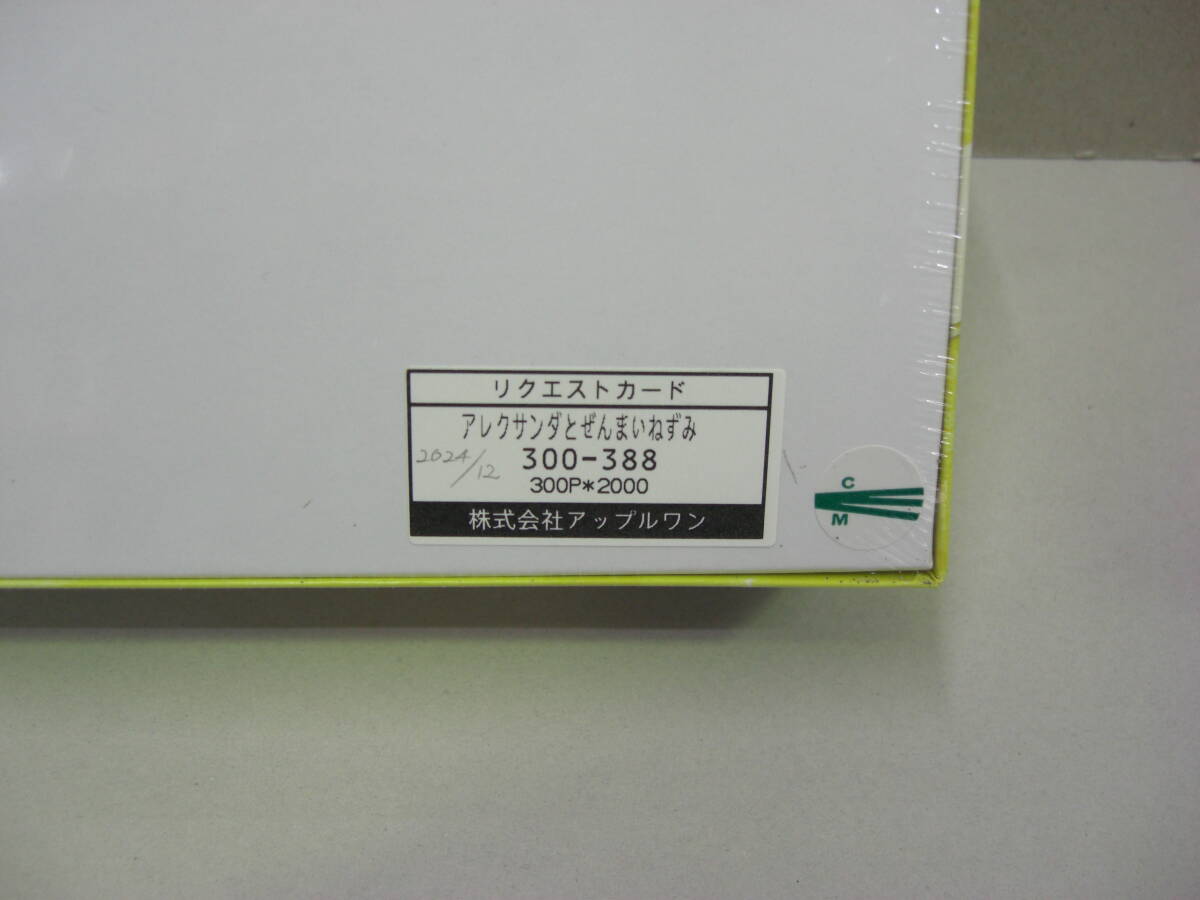 リクエストカード
アレクサンダとぜんまいねずみ
2024/12 300-388
300P*2000
株式会社アップルワン
C
M